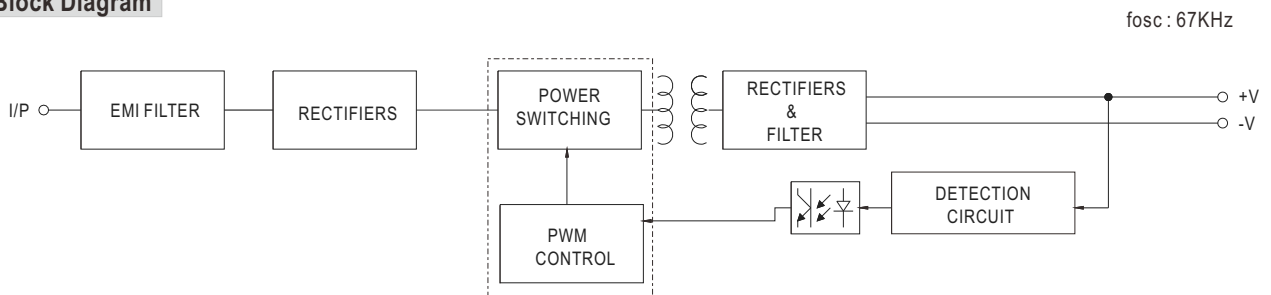 Block Diagram
fosc : 67KHz
I/P
EMI FILTER
RECTIFIERS
POWER
SWITCHING
RECTIFIERS
&
FILTER
+V
-V
DETECTION
CIRCUIT
PWM
CONTROL